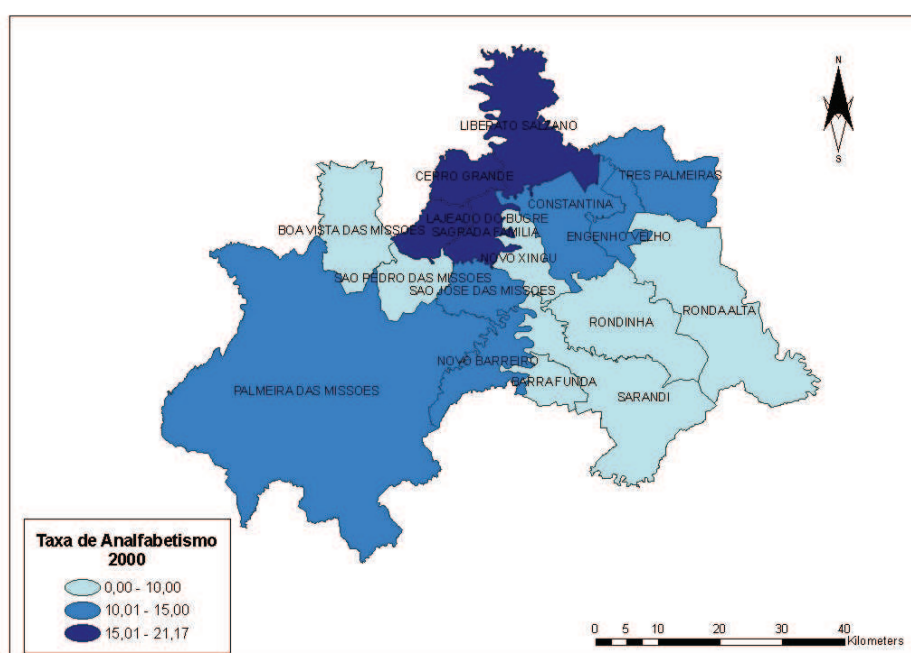 N
S
LIBERATO SALZANO
CERRO GRANDE
TRES PALMEIRAS
CONSTANTINA
LAJEADO DO BUGRE
BOA VISTA DAS MISSOES
SAGRADA FAMILIA
ENGENHO VELHO
NOVO XINGU
SAO PEDRO DAS MISSOES
SAO JOSE DAS MISSOES
RONDA ALTA
RONDINHA
NOVO BARREIRO
BARRA FUNDA
PALMEIRA DAS MISSOES
SARANDI
Taxa de Analfabetismo
2000
0,00 - 10,00
10,01 - 15,00
15,01 - 21,17
0 5 10 20 30 40
Kilometers